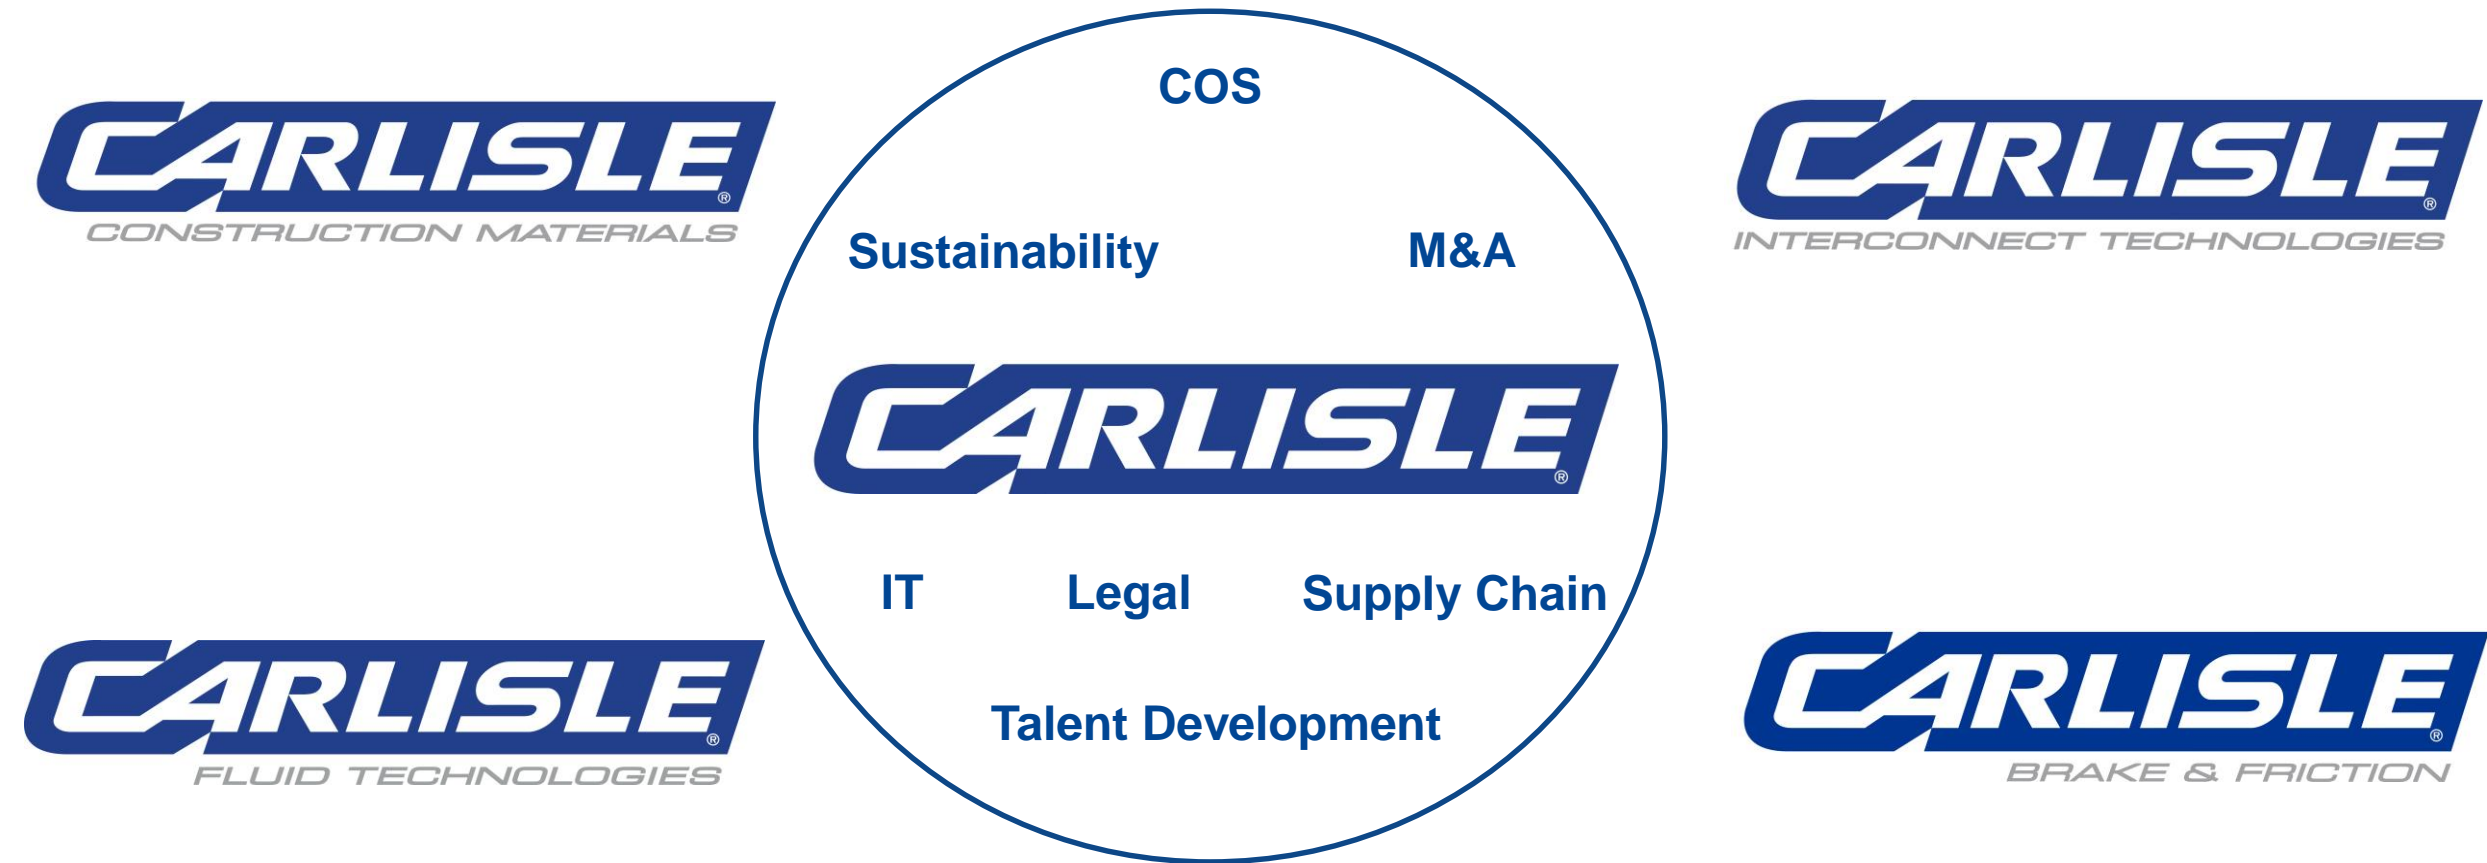 COS
CARLISLE®
CONSTRUCTION MATERIALS
CARLISLE®
INTERCONNECT TECHNOLOGIES
Sustainability
M&A
CARLISLE®
IT
Legal
Supply Chain
CARLISLE®
FLUID TECHNOLOGIES
Talent Development
CARLISLE®
BRAKE & FRICTION